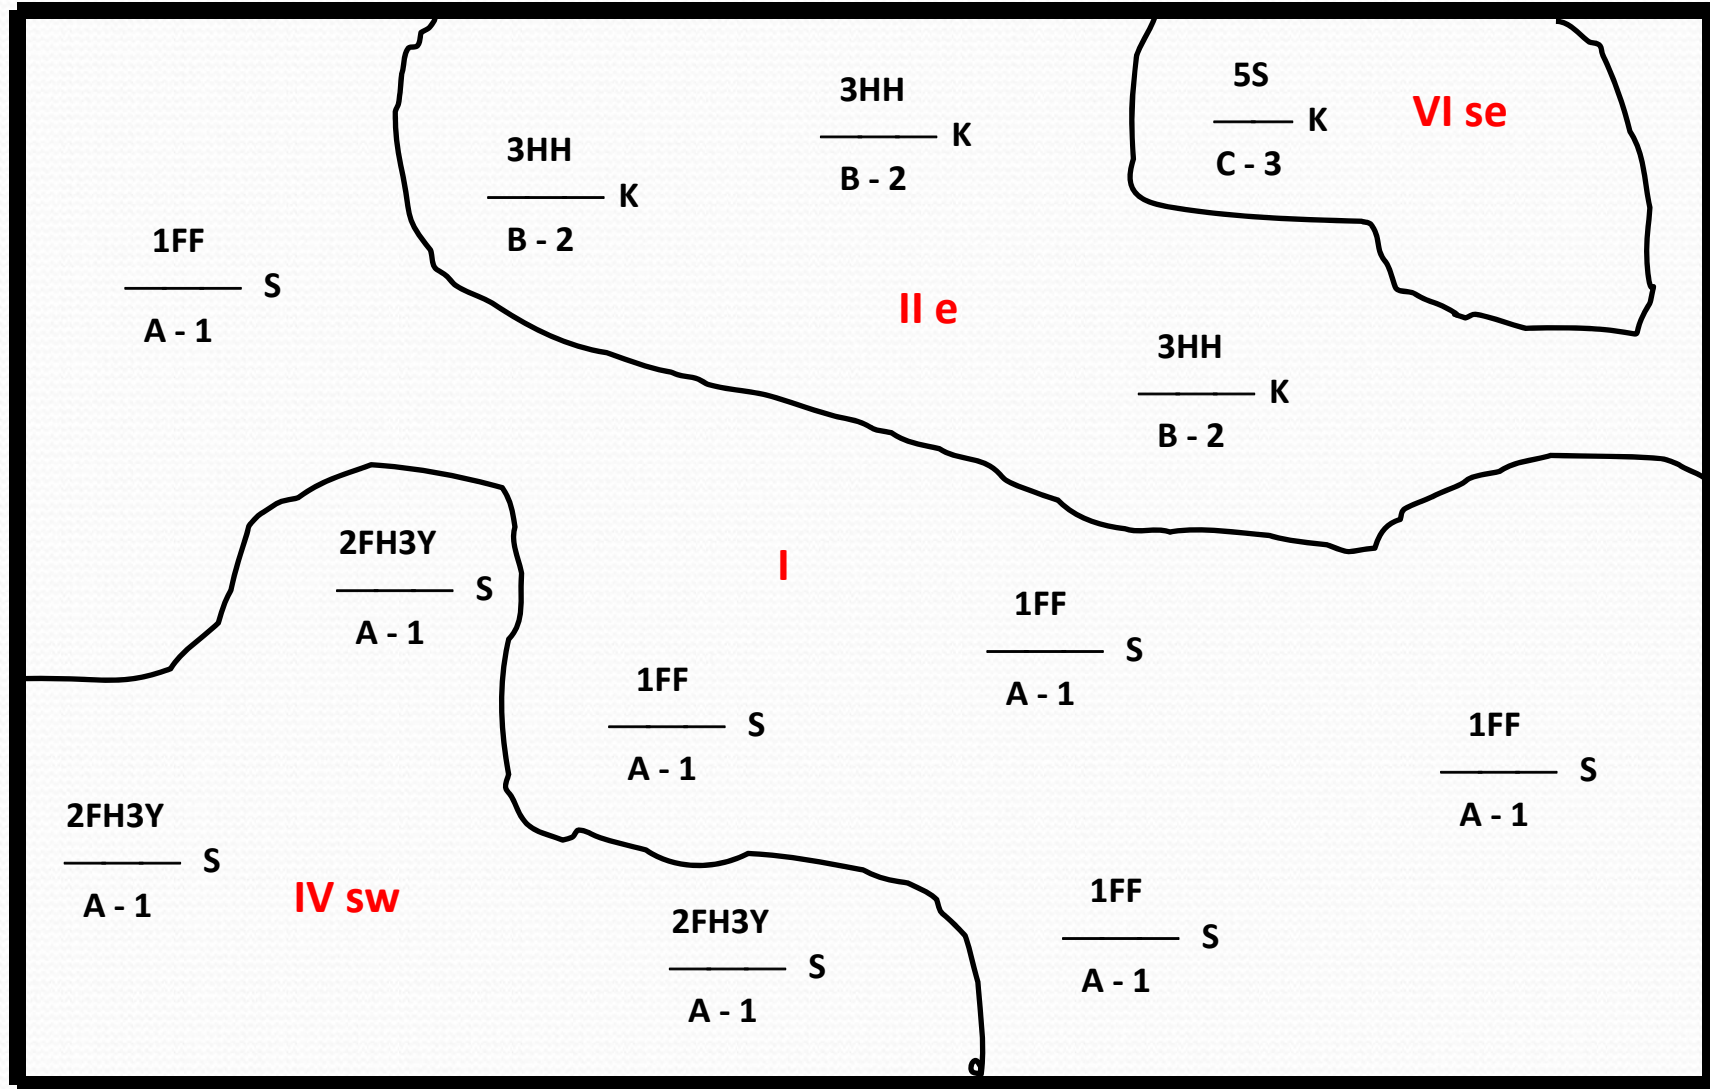 5S
K
C - 3
VI se
3HH
K
B - 2
3HH
K
B - 2
1FF
S
A - 1
II e
3HH
K
B - 2
2FH3Y
S
A - 1
I
1FF
S
A - 1
1FF
S
A - 1
1FF
S
A - 1
2FH3Y
S
A - 1
IV sw
2FH3Y
S
A - 1
1FF
S
A - 1